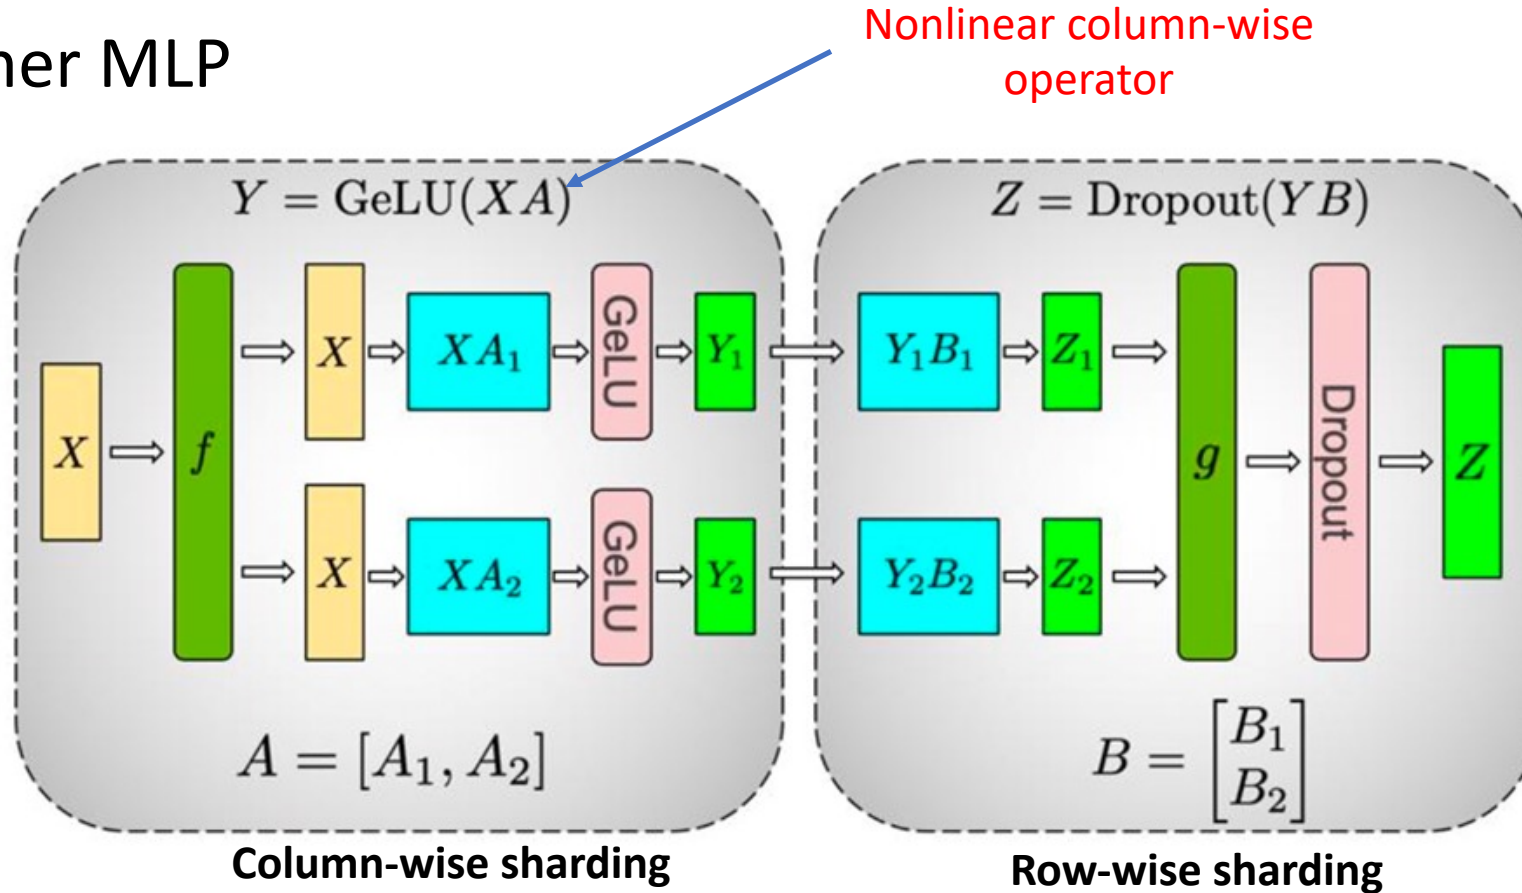 ner MLP
Nonlinear column-wise
operator
Y = GeLU(XA)
X
f
X
XA₁
GeLU
Y₁
X
XA₂
GeLU
Y₂
A = [A₁, A₂]
Column-wise sharding
Z = Dropout(YB)
Y₁B₁
Z₁
Y₂B₂
Z₂
g
Dropout
Z
B = [B₁
B₂]
Row-wise sharding